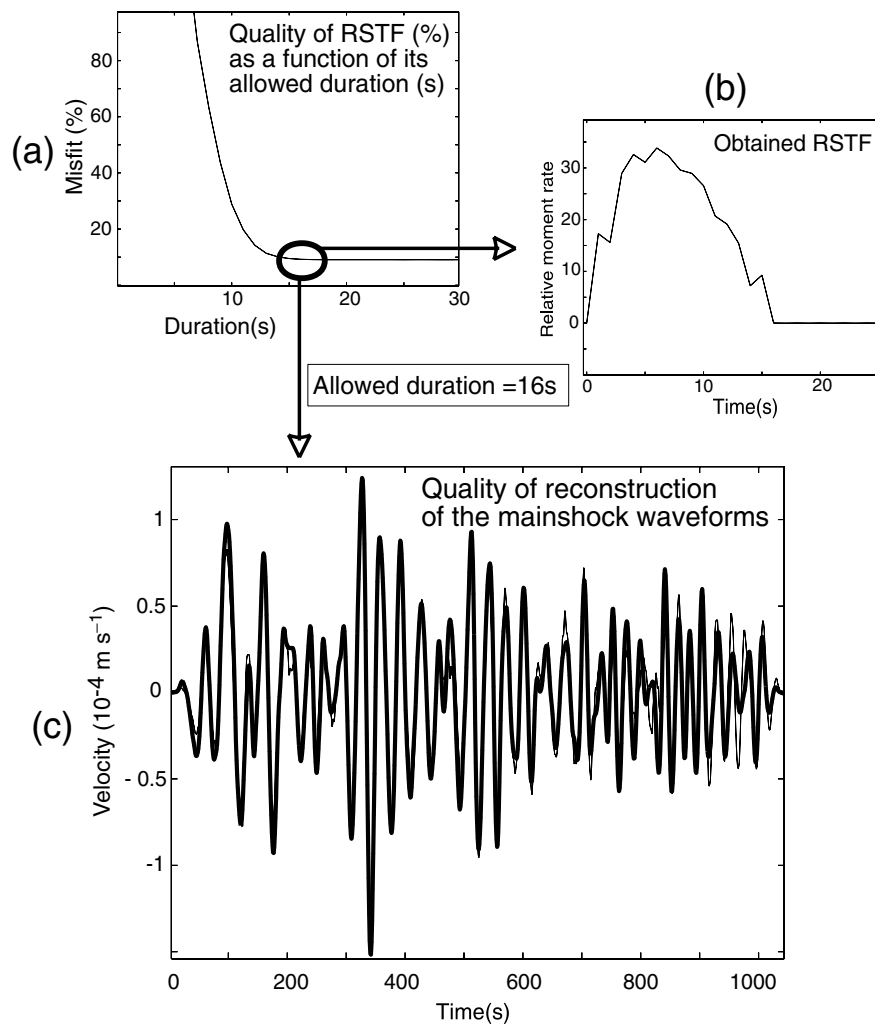 (a)
Quality of RSTF (%)
as a function of its
allowed duration (s)
Misfit (%)
80
60
40
20
10
20
30
Duration(s)
(b)
Obtained RSTF
Relative moment rate
30
20
10
0
0
10
20
Time(s)
Allowed duration =16s
(c)
Quality of reconstruction
of the mainshock waveforms
Velocity (10⁻⁴ m s⁻¹)
1
0.5
0
- 0.5
-1
0
200
400
600
800
1000
Time(s)